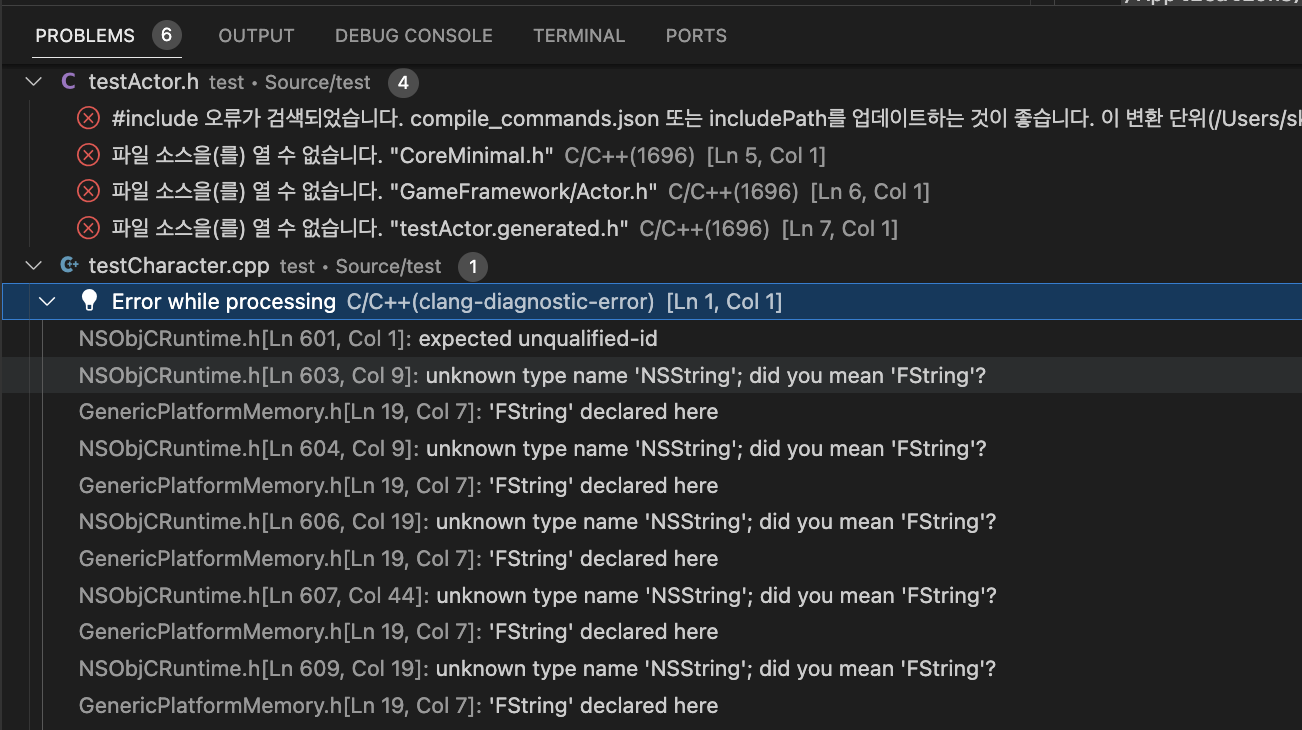 PROBLEMS 6 OUTPUT DEBUG CONSOLE TERMINAL PORTS
C testActor.h test • Source/test 4
#include 오류가 검색되었습니다. compile_commands.json 또는 includePath를 업데이트하는 것이 좋습니다. 이 변환 단위(/Users/sk
파일 소스을(를) 열 수 없습니다. "CoreMinimal.h" C/C++(1696) [Ln 5, Col 1]
파일 소스을(를) 열 수 없습니다. "GameFramework/Actor.h" C/C++(1696) [Ln 6, Col 1]
파일 소스을(를) 열 수 없습니다. "testActor.generated.h" C/C++(1696) [Ln 7, Col 1]
testCharacter.cpp test • Source/test 1
Error while processing C/C++(clang-diagnostic-error) [Ln 1, Col 1]
NSObjCRuntime.h[Ln 601, Col 1]: expected unqualified-id
NSObjCRuntime.h[Ln 603, Col 9]: unknown type name 'NSString'; did you mean 'FString'?
GenericPlatformMemory.h[Ln 19, Col 7]: 'FString' declared here
NSObjCRuntime.h[Ln 604, Col 9]: unknown type name 'NSString'; did you mean 'FString'?
GenericPlatformMemory.h[Ln 19, Col 7]: 'FString' declared here
NSObjCRuntime.h[Ln 606, Col 19]: unknown type name 'NSString'; did you mean 'FString'?
GenericPlatformMemory.h[Ln 19, Col 7]: 'FString' declared here
NSObjCRuntime.h[Ln 607, Col 44]: unknown type name 'NSString'; did you mean 'FString'?
GenericPlatformMemory.h[Ln 19, Col 7]: 'FString' declared here
NSObjCRuntime.h[Ln 609, Col 19]: unknown type name 'NSString'; did you mean 'FString'?
GenericPlatformMemory.h[Ln 19, Col 7]: 'FString' declared here